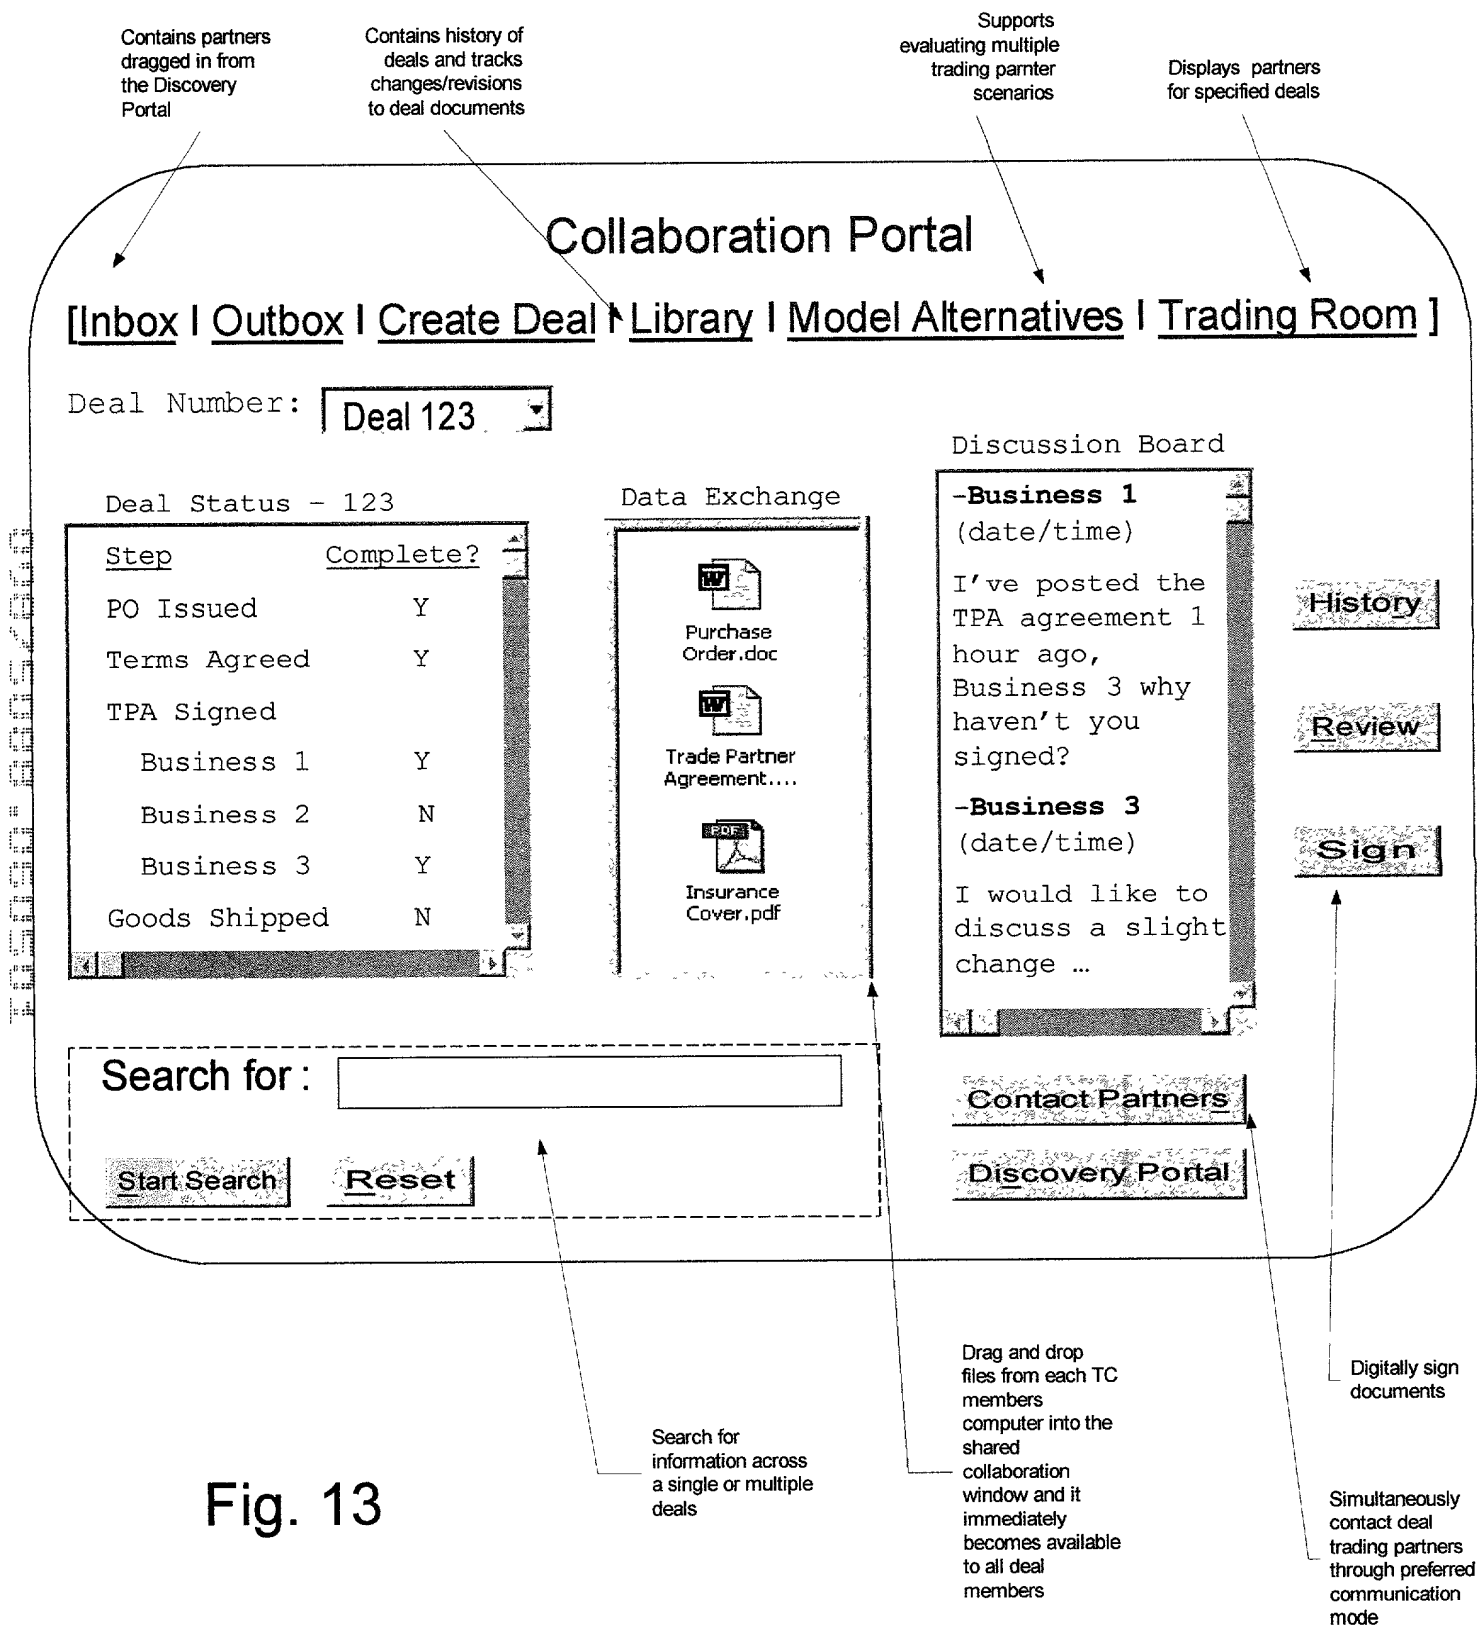 Contains partners
dragged in from
the Discovery
Portal
Contains history of
deals and tracks
changes/revisions
to deal documents
Supports
evaluating multiple
trading parnter
scenarios
Displays partners
for specified deals
Collaboration Portal
[Inbox | Outbox | Create Deal | Library | Model Alternatives | Trading Room ]
Deal Number: Deal 123
Deal Status - 123
Step Complete?
PO Issued Y
Terms Agreed Y
TPA Signed
Business 1 Y
Business 2 N
Business 3 Y
Goods Shipped N
Data Exchange
Purchase
Order.doc
Trade Partner
Agreement....
PDF
Insurance
Cover.pdf
Discussion Board
-Business 1
(date/time)
I've posted the
TPA agreement 1
hour ago,
Business 3 why
haven't you
signed?
-Business 3
(date/time)
I would like to
discuss a slight
change …
History
Review
Sign
Search for :
Start Search Reset
Contact Partners
Discovery Portal
Search for
information across
a single or multiple
deals
Drag and drop
files from each TC
members
computer into the
shared
collaboration
window and it
immediately
becomes available
to all deal
members
Digitally sign
documents
Simultaneously
contact deal
trading partners
through preferred
communication
mode
Fig. 13